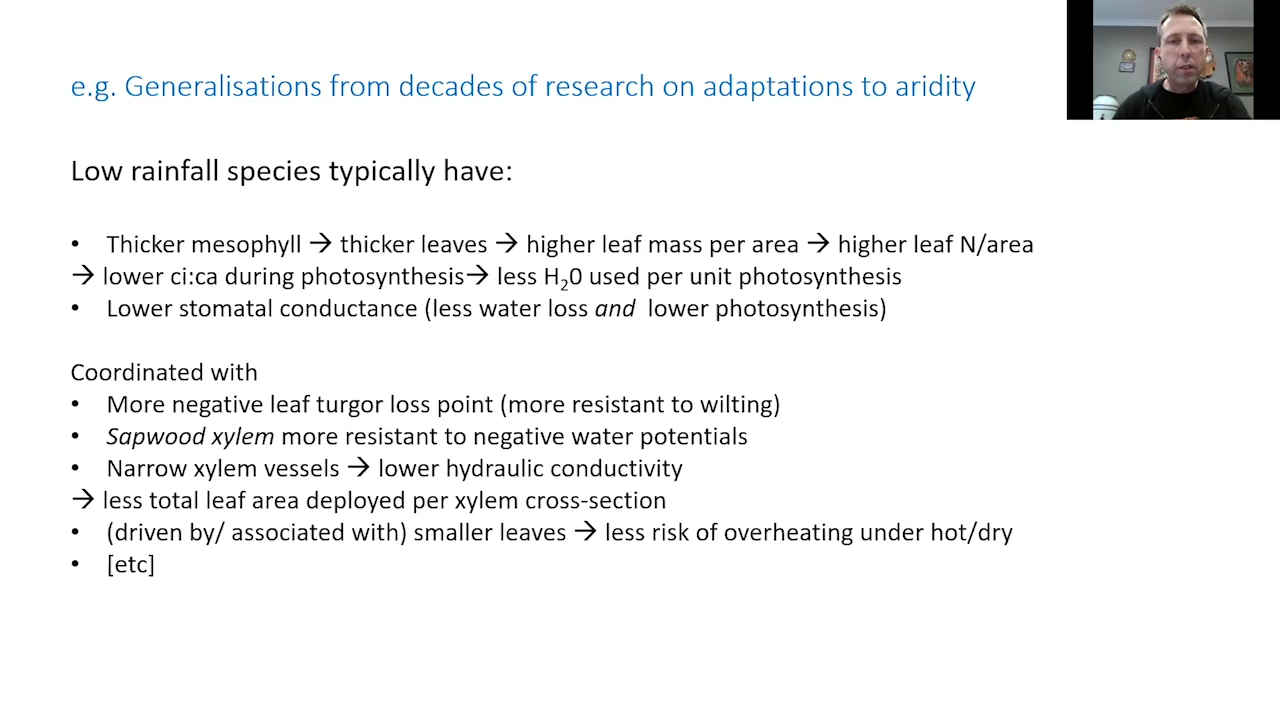 e.g. Generalisations from decades of research on adaptations to aridity
Low rainfall species typically have:
• Thicker mesophyll → thicker leaves → higher leaf mass per area → higher leaf N/area
→ lower ci:ca during photosynthesis→ less H₂0 used per unit photosynthesis
• Lower stomatal conductance (less water loss and lower photosynthesis)
Coordinated with
• More negative leaf turgor loss point (more resistant to wilting)
• Sapwood xylem more resistant to negative water potentials
• Narrow xylem vessels → lower hydraulic conductivity
→ less total leaf area deployed per xylem cross-section
• (driven by/ associated with) smaller leaves → less risk of overheating under hot/dry
• [etc]